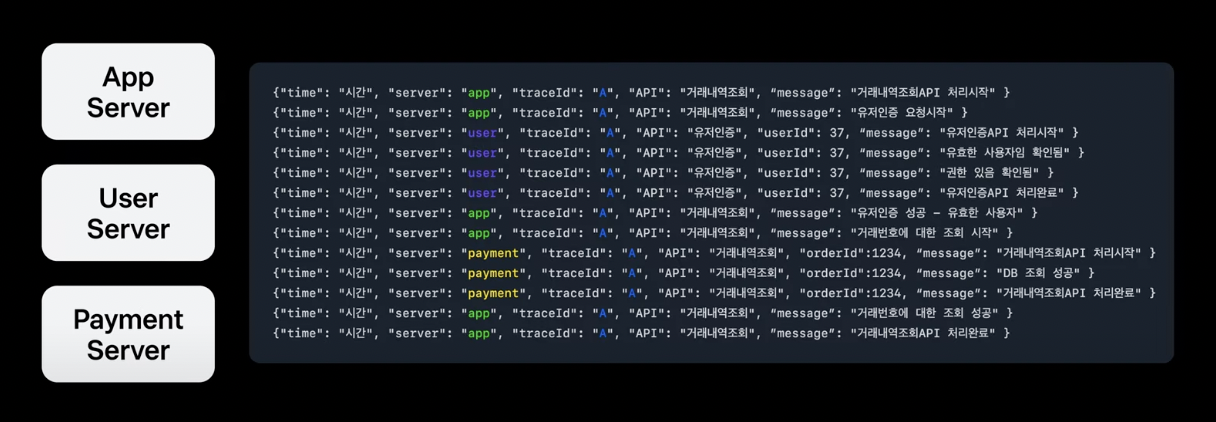 App
Server
User
Server
Payment
Server
{"time": "시간", "server": "app", "traceId": "A", "API": "거래내역조회", “message”: "거래내역조회API 처리시작" }
{"time": "시간", "server": "app", "traceId": "A", "API": "거래내역조회", “message”: "유저인증 요청시작" }
{"time": "시간", "server": "user", "traceId": "A", "API": "유저인증", "userId": 37, “message”: "유저인증API 처리시작" }
{"time": "시간", "server": "user", "traceId": "A", "API": "유저인증", "userId": 37, “message”: "유효한 사용자임 확인됨" }
{"time": "시간", "server": "user", "traceId": "A", "API": "유저인증", "userId": 37, “message”: "권한 있음 확인됨" }
{"time": "시간", "server": "user", "traceId": "A", "API": "유저인증", "userId": 37, “message”: "유저인증API 처리완료" }
{"time": "시간", "server": "app", "traceId": "A", "API": "거래내역조회", “message”: "유저인증 성공 – 유효한 사용자" }
{"time": "시간", "server": "app", "traceId": "A", "API": "거래내역조회", “message”: "거래번호에 대한 조회 시작" }
{"time": "시간", "server": "payment", "traceId": "A", "API": "거래내역조회", "orderId":1234, “message”: "거래내역조회API 처리시작" }
{"time": "시간", "server": "payment", "traceId": "A", "API": "거래내역조회", "orderId":1234, “message”: "DB 조회 성공" }
{"time": "시간", "server": "payment", "traceId": "A", "API": "거래내역조회", "orderId":1234, “message”: "거래내역조회API 처리완료" }
{"time": "시간", "server": "app", "traceId": "A", "API": "거래내역조회", “message”: "거래번호에 대한 조회 성공" }
{"time": "시간", "server": "app", "traceId": "A", "API": "거래내역조회", “message”: "거래내역조회API 처리완료" }